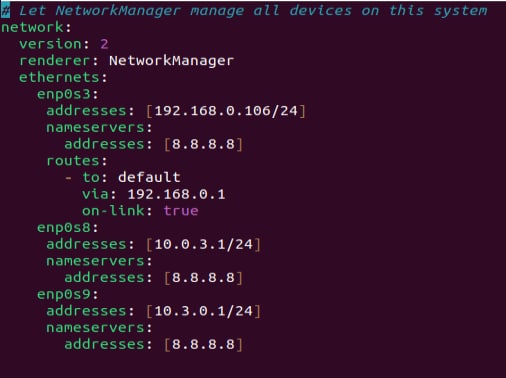 # Let NetworkManager manage all devices on this system
network:
  version: 2
  renderer: NetworkManager
  ethernets:
    enp0s3:
     addresses: [192.168.0.106/24]
     nameservers:
       addresses: [8.8.8.8]
     routes:
       - to: default
         via: 192.168.0.1
         on-link: true
    enp0s8:
     addresses: [10.0.3.1/24]
     nameservers:
       addresses: [8.8.8.8]
    enp0s9:
     addresses: [10.3.0.1/24]
     nameservers:
       addresses: [8.8.8.8]